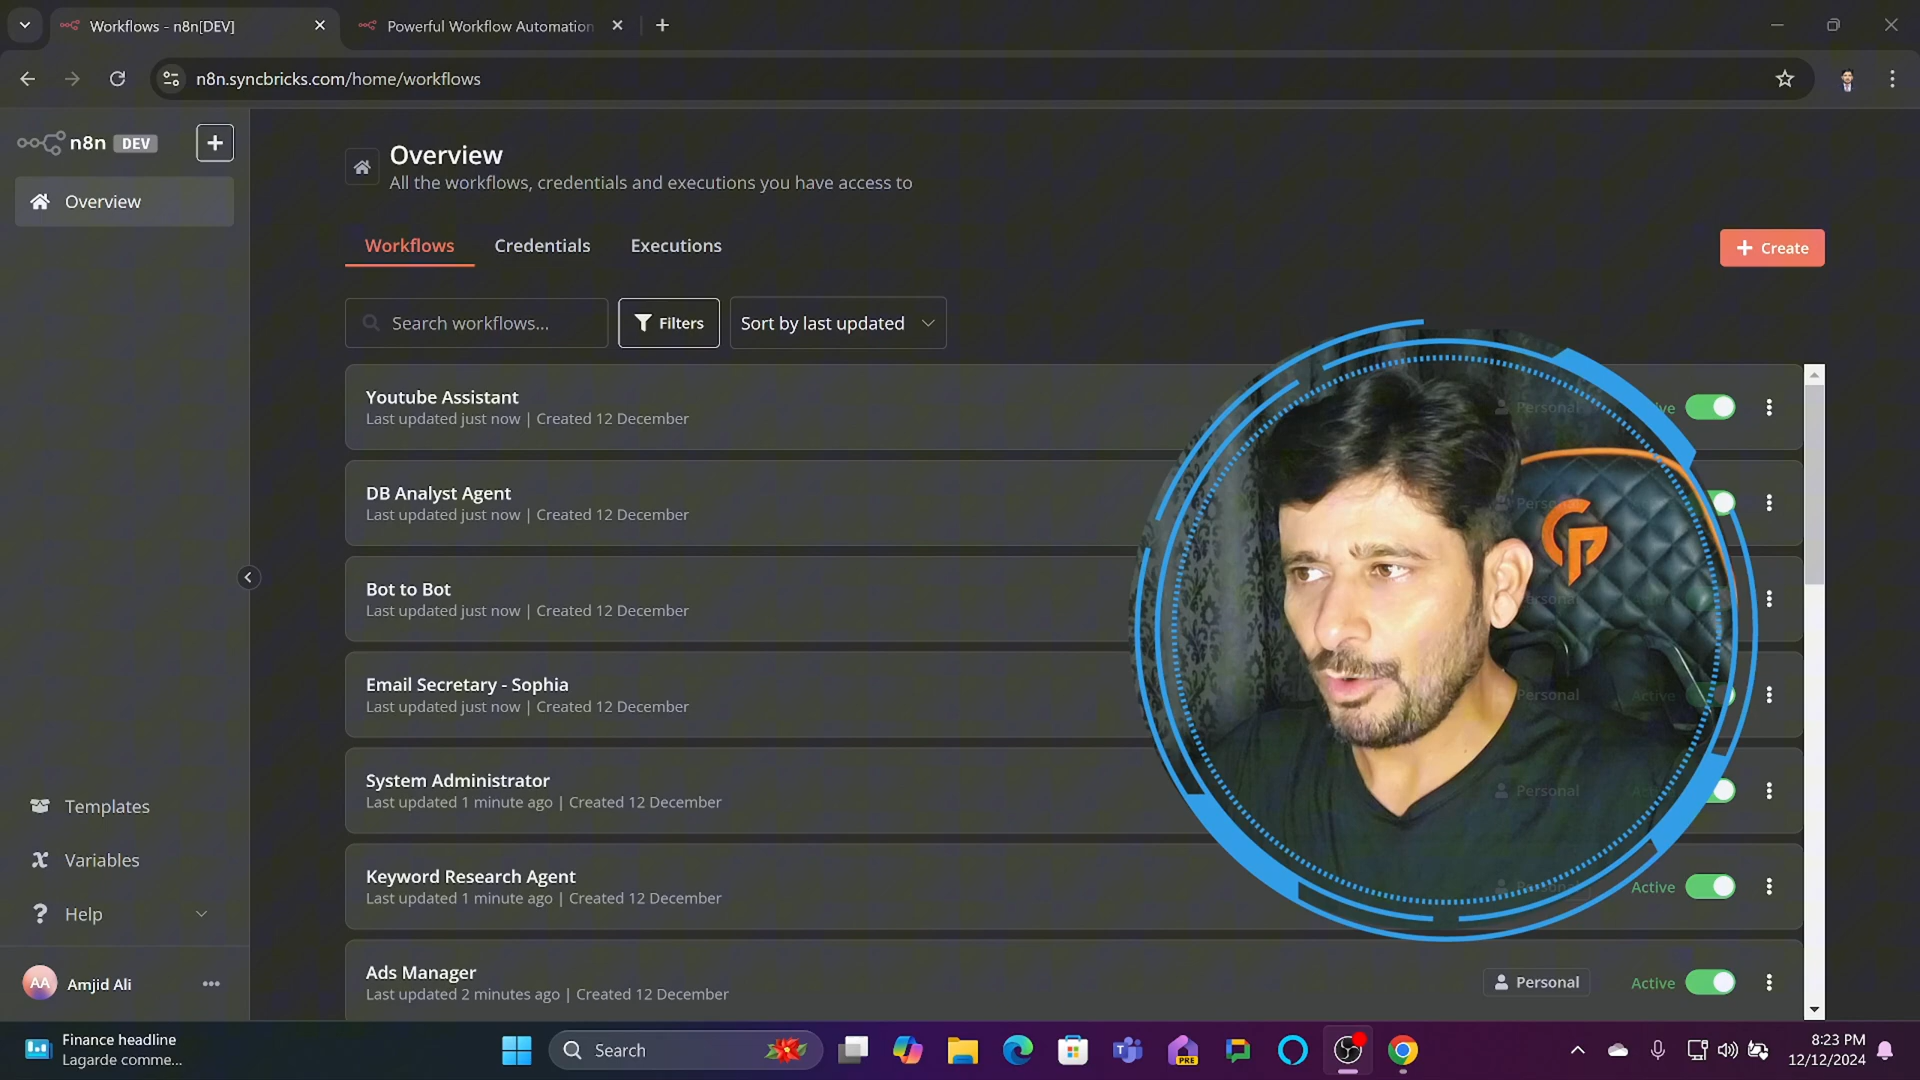 Workflows - n8n[DEV]
Powerful Workflow Automation
n8n.syncbricks.com/home/workflows
n8n DEV
Overview
Overview
All the workflows, credentials and executions you have access to
Workflows Credentials Executions
Create
Search workflows...
Filters
Sort by last updated
Youtube Assistant
Last updated just now | Created 12 December
Personal
DB Analyst Agent
Last updated just now | Created 12 December
Bot to Bot
Last updated just now | Created 12 December
Email Secretary - Sophia
Last updated just now | Created 12 December
Personal Active
System Administrator
Last updated 1 minute ago | Created 12 December
Personal
Keyword Research Agent
Last updated 1 minute ago | Created 12 December
Active
Ads Manager
Last updated 2 minutes ago | Created 12 December
Personal Active
Templates
Variables
Help
AA Amjid Ali
Finance headline
Lagarde comme...
Search
PRE
8:23 PM
12/12/2024